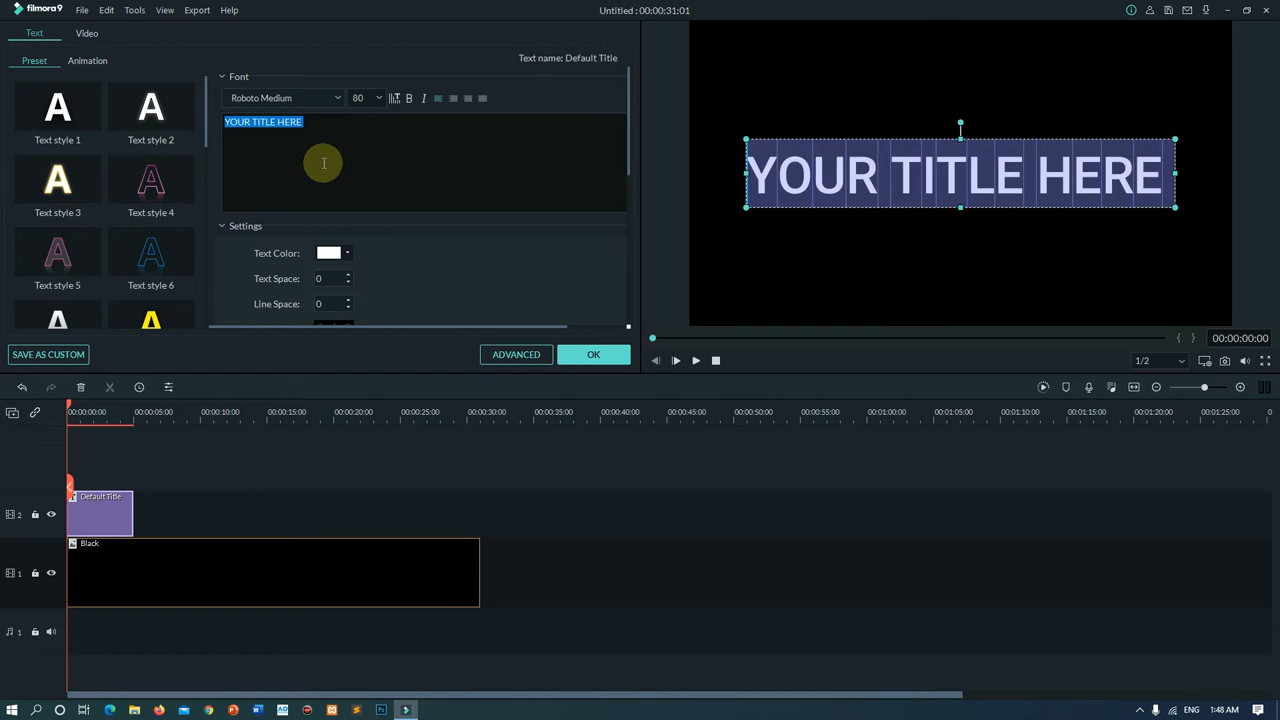 filmora9 File Edit Tools View Export Help Untitled : 00:00:31:01
Text Video
Preset Animation Text name: Default Title
Font
Roboto Medium 80 B I
YOUR TITLE HERE
A A
Text style 1 Text style 2
A A
Text style 3 Text style 4
A A
Text style 5 Text style 6
A A
Settings
Text Color:
Text Space: 0
Line Space: 0
SAVE AS CUSTOM ADVANCED OK
YOUR TITLE HERE
{ } 00:00:00:00
1/2
00:00:00:00 00:00:05:00 00:00:10:00 00:00:15:00 00:00:20:00 00:00:25:00 00:00:30:00 00:00:35:00 00:00:40:00 00:00:45:00 00:00:50:00 00:00:55:00 00:01:00:00 00:01:05:00 00:01:10:00 00:01:15:00 00:01:20:00 00:01:25:00 0
Default Title
2
Black
1
1
ENG 1:48 AM